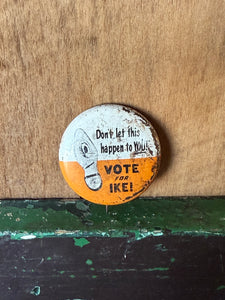 Don't let this
happen to You!
VOTE
FOR
IKE!